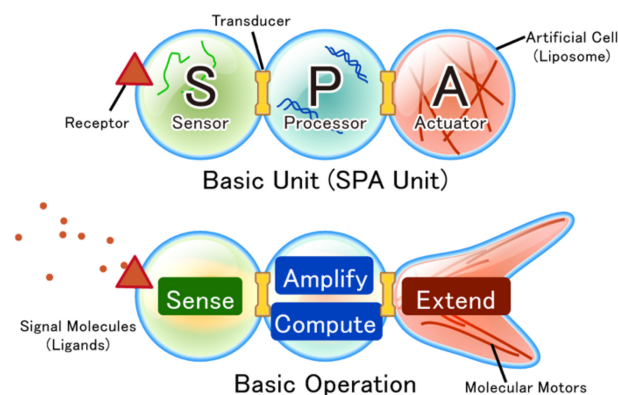 Transducer
Artificial Cell
(Liposome)
S
P
A
Receptor
Sensor
Processor
Actuator
Basic Unit (SPA Unit)
Amplify
Sense
Extend
Compute
Signal Molecules
(Ligands)
Basic Operation
Molecular Motors